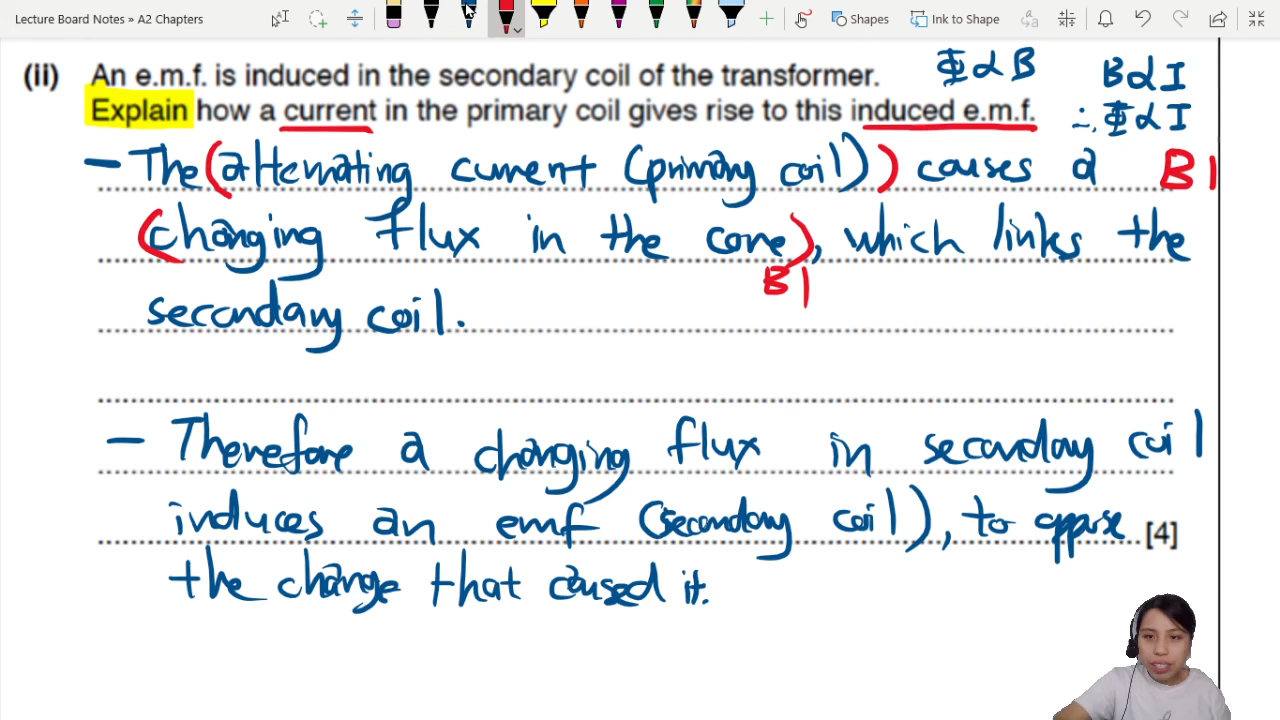 Lecture Board Notes » A2 Chapters
Shapes
Ink to Shape
(ii) An e.m.f. is induced in the secondary coil of the transformer.
Φ α B
B α I
Explain how a current in the primary coil gives rise to this induced e.m.f.
∴ Φ α I
- The (alternating current (primary coil)) causes a
B1
(changing flux in the core), which links the
B1
secondary coil.
- Therefore a changing flux in secondary coil
induces an emf (secondary coil), to oppose
[4]
the change that caused it.